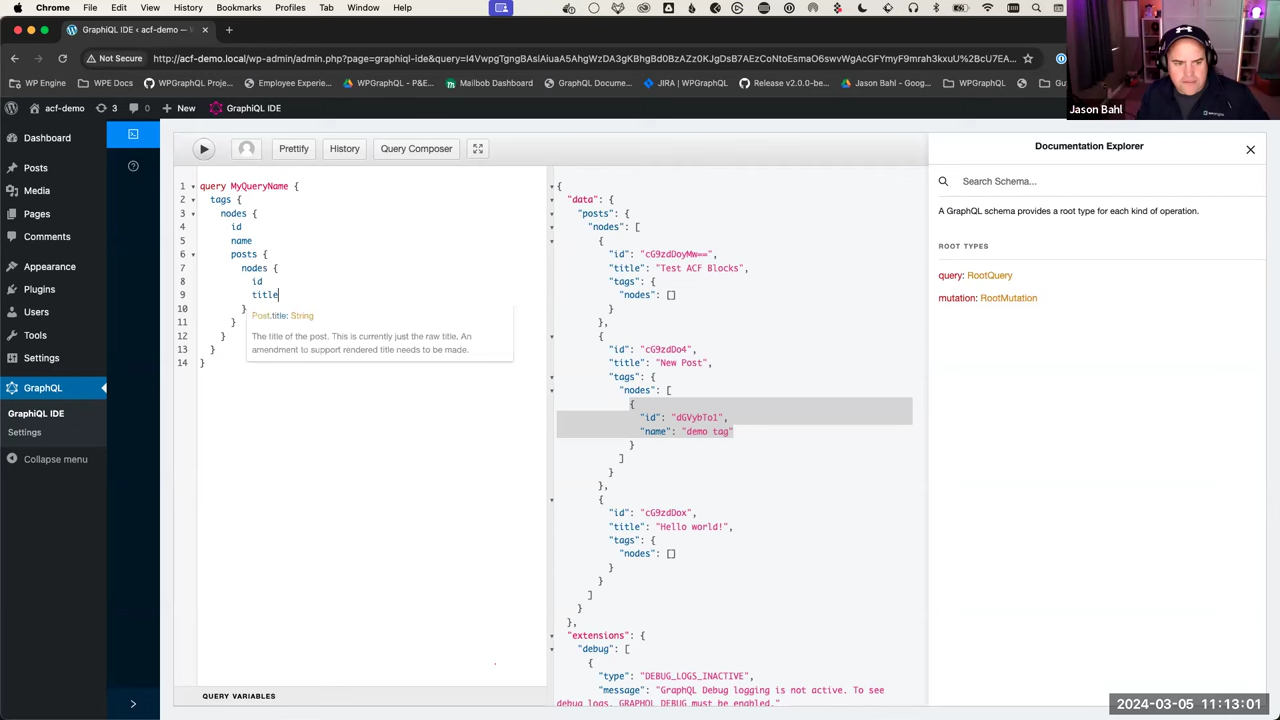 Chrome File Edit View History Bookmarks Profiles Tab Window Help
GraphiQL IDE ‹ acf-demo —
Not Secure http://acf-demo.local/wp-admin/admin.php?page=graphiql-ide&query=
WP Engine WPE Docs WPGraphQL Proje... Employee Experience... WPGraphQL - P&E... Mailbob Dashboard GraphQL Docume... JIRA | WPGraphQL Release v2.0.0-be... Jason Bahl - Goog... WPGraphQL
Jason Bahl
acf-demo 3 0 New GraphiQL IDE
Dashboard
Posts
Media
Pages
Comments
Appearance
Plugins
Users
Tools
Settings
GraphQL
GraphiQL IDE
Settings
Collapse menu
Prettify History Query Composer
1 query MyQueryName {
2 tags {
3 nodes {
4 id
5 name
6 posts {
7 nodes {
8 id
9 title
10 }
11 }
12 }
13 }
14 }
Post.title: String
The title of the post. This is currently just the raw title. An
amendment to support rendered title needs to be made.
QUERY VARIABLES
{
"data": {
"posts": {
"nodes": [
{
"id": "cG9zdDoyMw==",
"title": "Test ACF Blocks",
"tags": {
"nodes": []
}
},
{
"id": "cG9zdDo4",
"title": "New Post",
"tags": {
"nodes": [
{
"id": "dGVybTo1",
"name": "demo tag"
}
]
}
},
{
"id": "cG9zdDox",
"title": "Hello world!",
"tags": {
"nodes": []
}
}
]
}
},
"extensions": {
"debug": [
{
"type": "DEBUG_LOGS_INACTIVE",
"message": "GraphQL Debug logging is not active. To see
debug logs, GRAPHQL_DEBUG must be enabled."
Documentation Explorer
Search Schema...
A GraphQL schema provides a root type for each kind of operation.
ROOT TYPES
query: RootQuery
mutation: RootMutation
2024-03-05 11:13:01